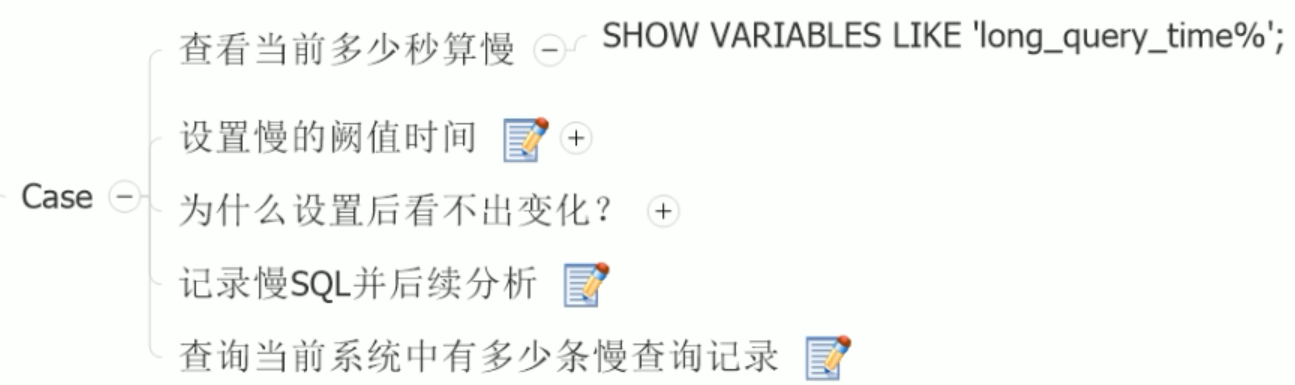 查看当前多少秒算慢
SHOW VARIABLES LIKE 'long_query_time%';
设置慢的阙值时间
Case
为什么设置后看不出变化？
记录慢SQL并后续分析
查询当前系统中有多少条慢查询记录